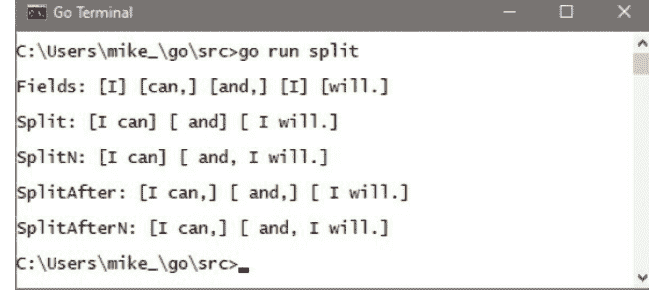 Go Terminal
C:\Users\mike_\go\src>go run split
Fields: [I] [can,] [and,] [I] [will.]
Split: [I can] [ and] [ I will.]
SplitN: [I can] [ and, I will.]
SplitAfter: [I can,] [ and,] [ I will.]
SplitAfterN: [I can,] [ and, I will.]
C:\Users\mike_\go\src>